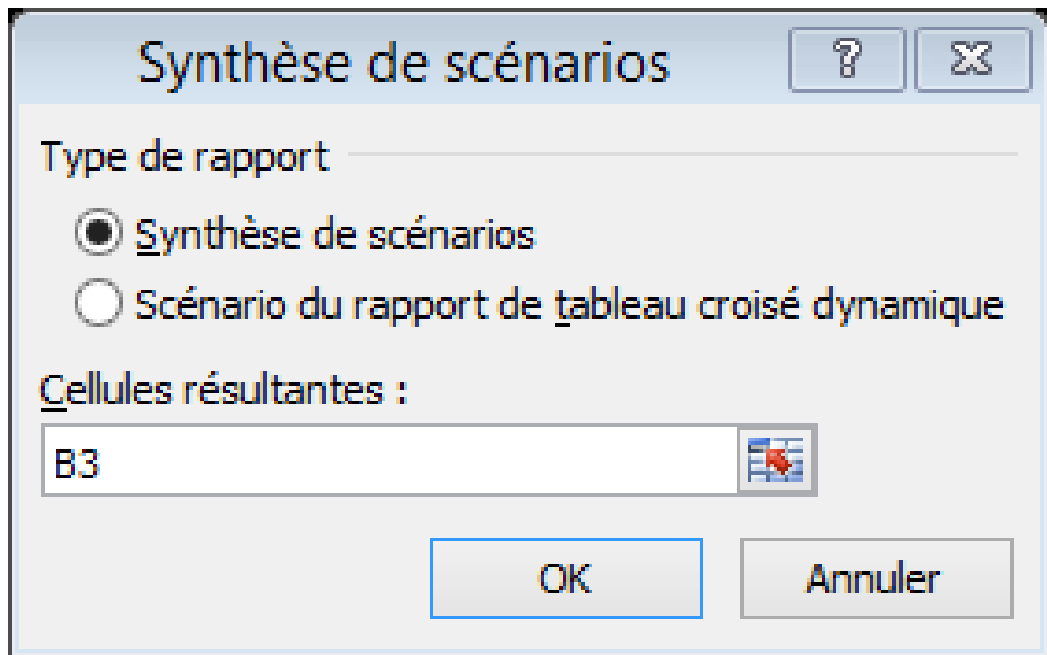 Synthèse de scénarios
Type de rapport
Synthèse de scénarios
Scénario du rapport de tableau croisé dynamique
Cellules résultantes :
B3
OK
Annuler